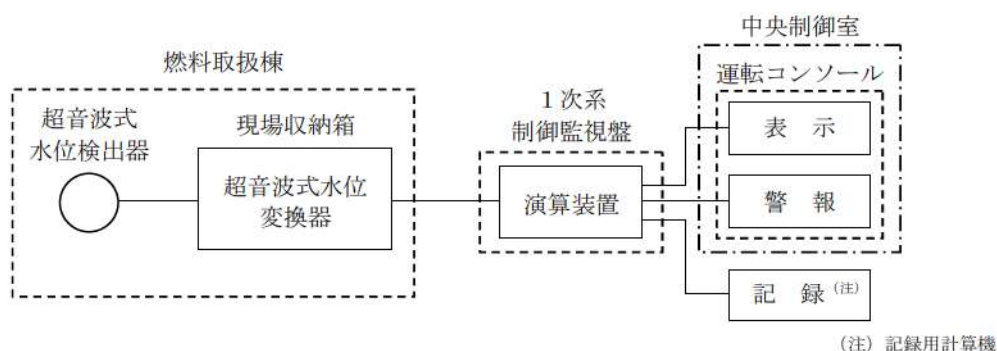 中央制御室
燃料取扱棟
運転コンソール
超音波式
水位検出器
現場収納箱
1次系
制御監視盤
表 示
超音波式水位
変換器
演算装置
警 報
記 録 (注)
(注) 記録用計算機